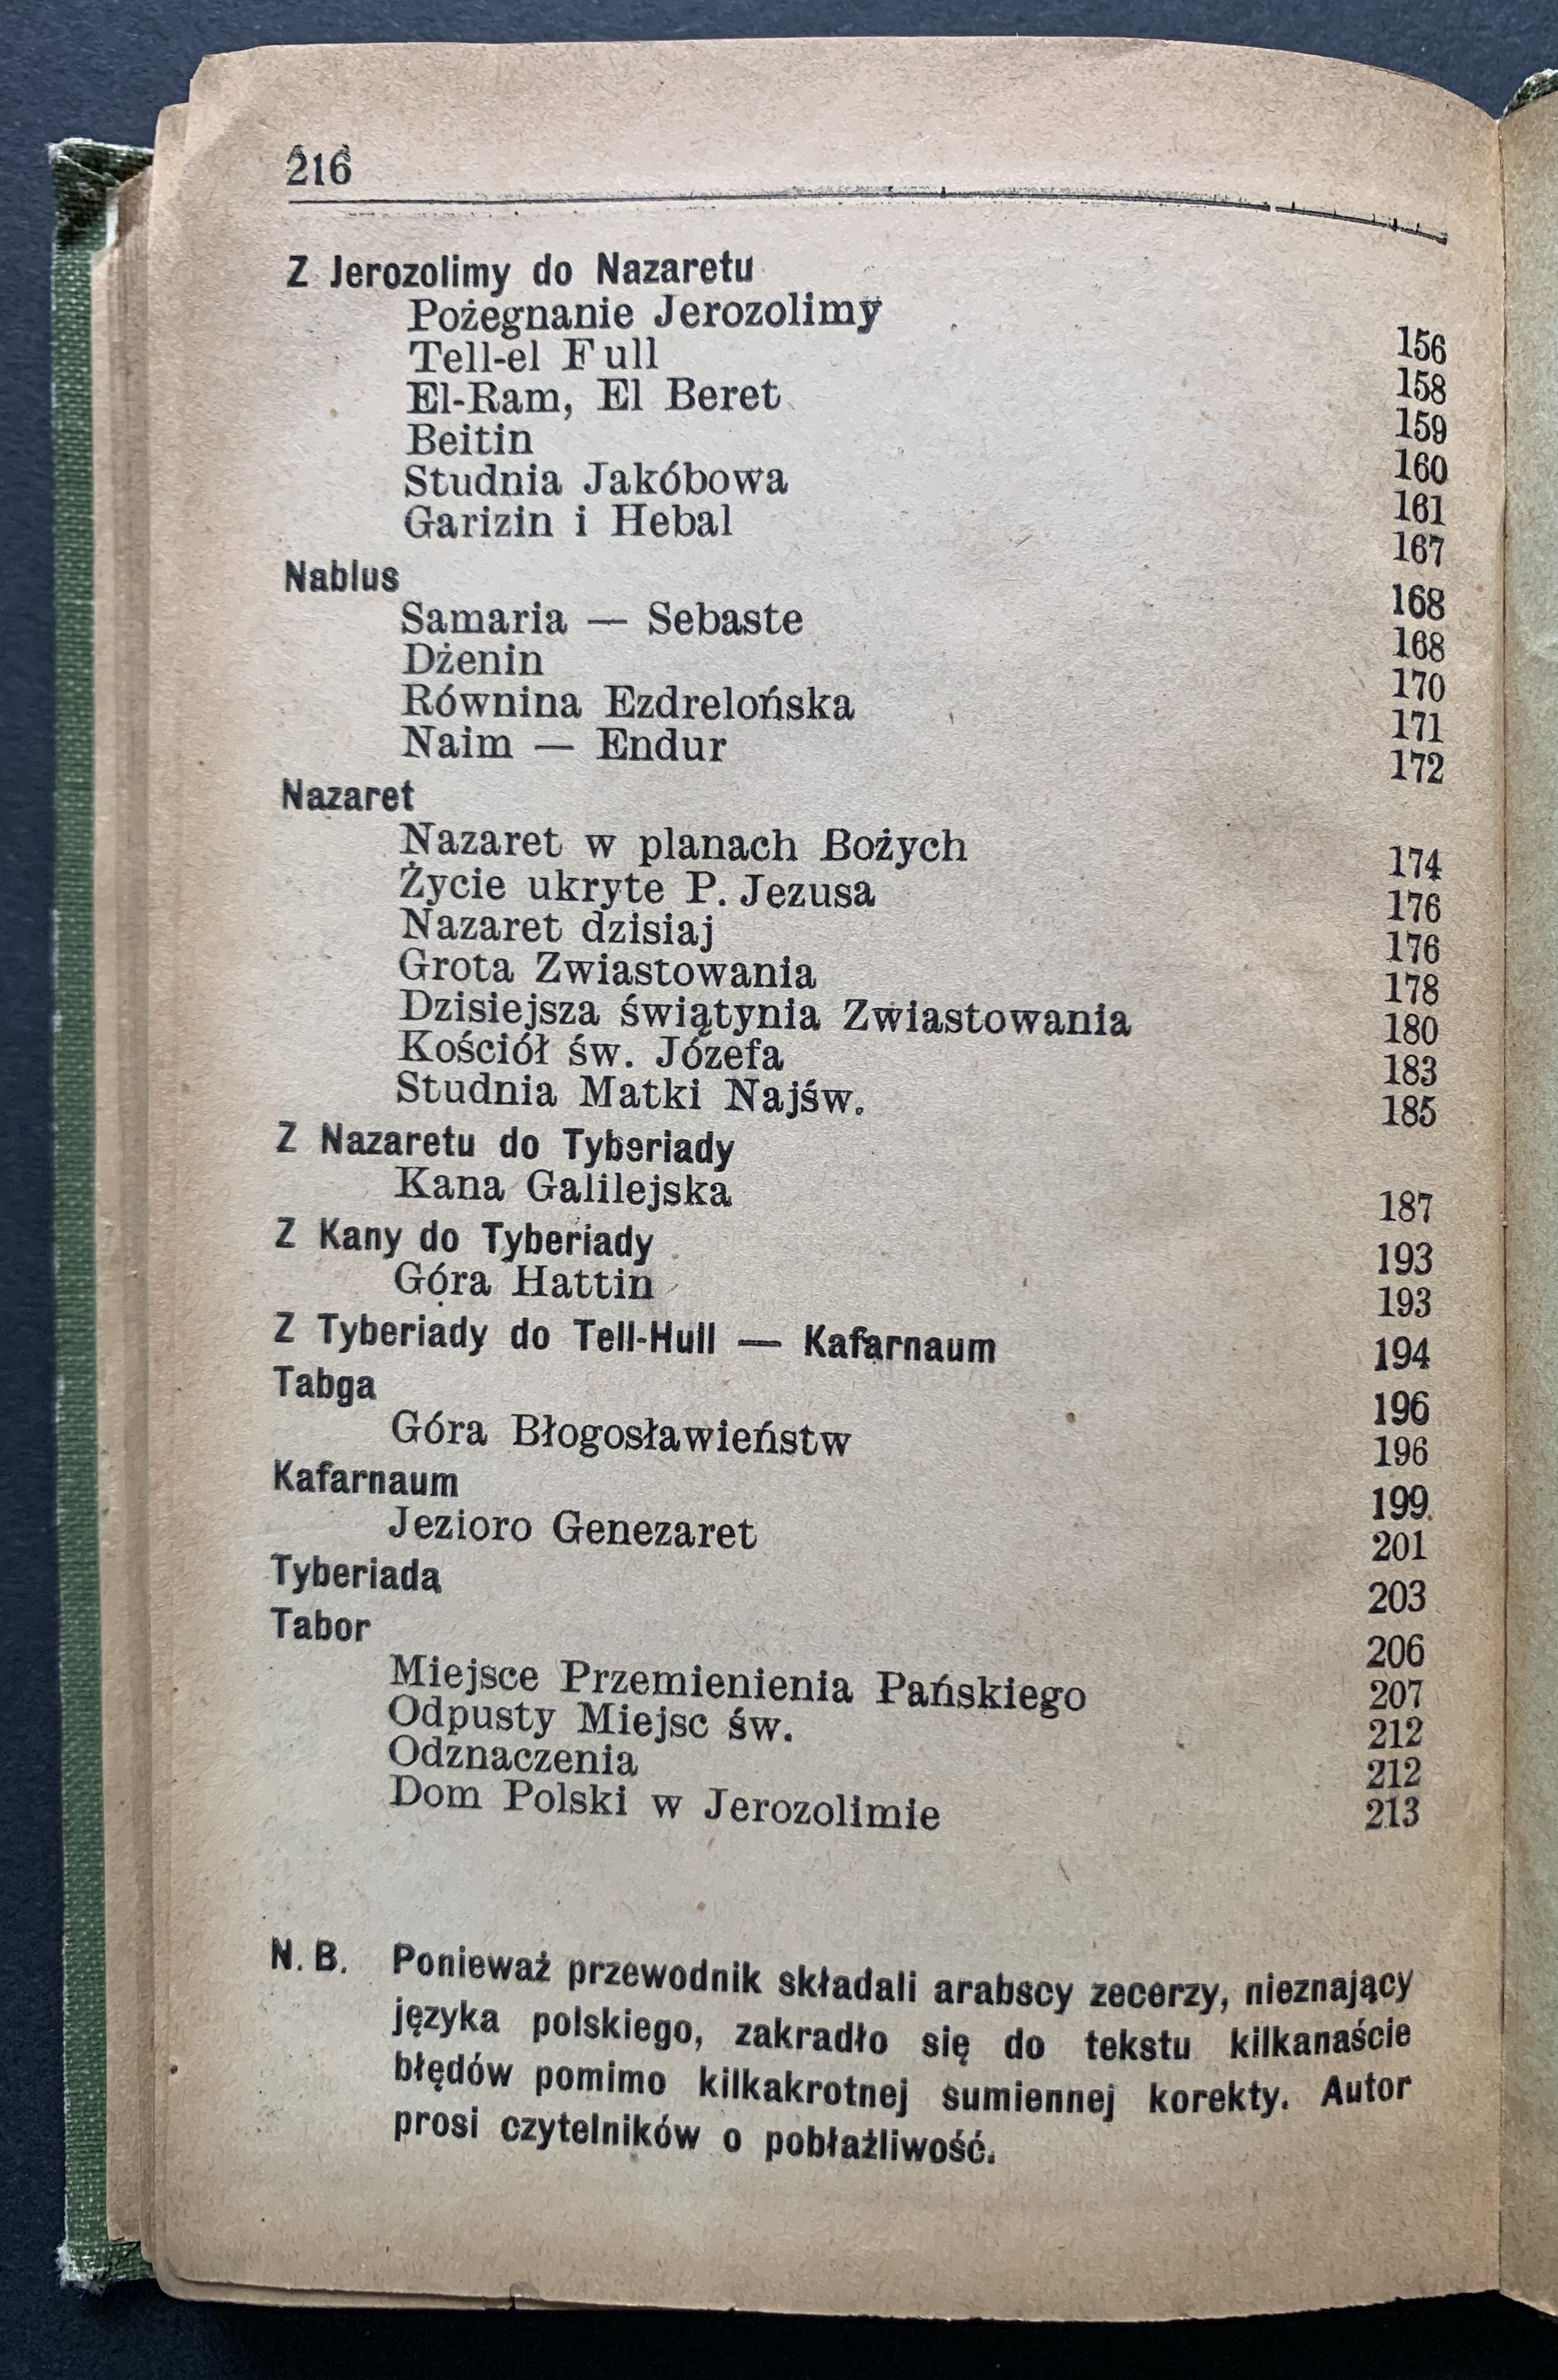 216
Z Jerozolimy do Nazaretu
Pożegnanie Jerozolimy 156
Tell-el Full 158
El-Ram, El Beret 159
Beitin 160
Studnia Jakóbowa 161
Garizin i Hebal 167
Nablus 168
Samaria — Sebaste 168
Dżenin 170
Równina Ezdrelońska 171
Naim — Endur 172
Nazaret
Nazaret w planach Bożych 174
Życie ukryte P. Jezusa 176
Nazaret dzisiaj 176
Grota Zwiastowania 178
Dzisiejsza świątynia Zwiastowania 180
Kościół św. Józefa 183
Studnia Matki Najśw. 185
Z Nazaretu do Tyberiady
Kana Galilejska 187
Z Kany do Tyberiady 193
Góra Hattin 193
Z Tyberiady do Tell-Hull — Kafarnaum 194
Tabga 196
Góra Błogosławieństw 196
Kafarnaum 199
Jezioro Genezaret 201
Tyberiada 203
Tabor 206
Miejsce Przemienienia Pańskiego 207
Odpusty Miejsc św. 212
Odznaczenia 212
Dom Polski w Jerozolimie 213
N. B. Ponieważ przewodnik składali arabscy zecerzy, nieznający
języka polskiego, zakradło się do tekstu kilkanaście
błędów pomimo kilkakrotnej sumiennej korekty. Autor
prosi czytelników o pobłażliwość.